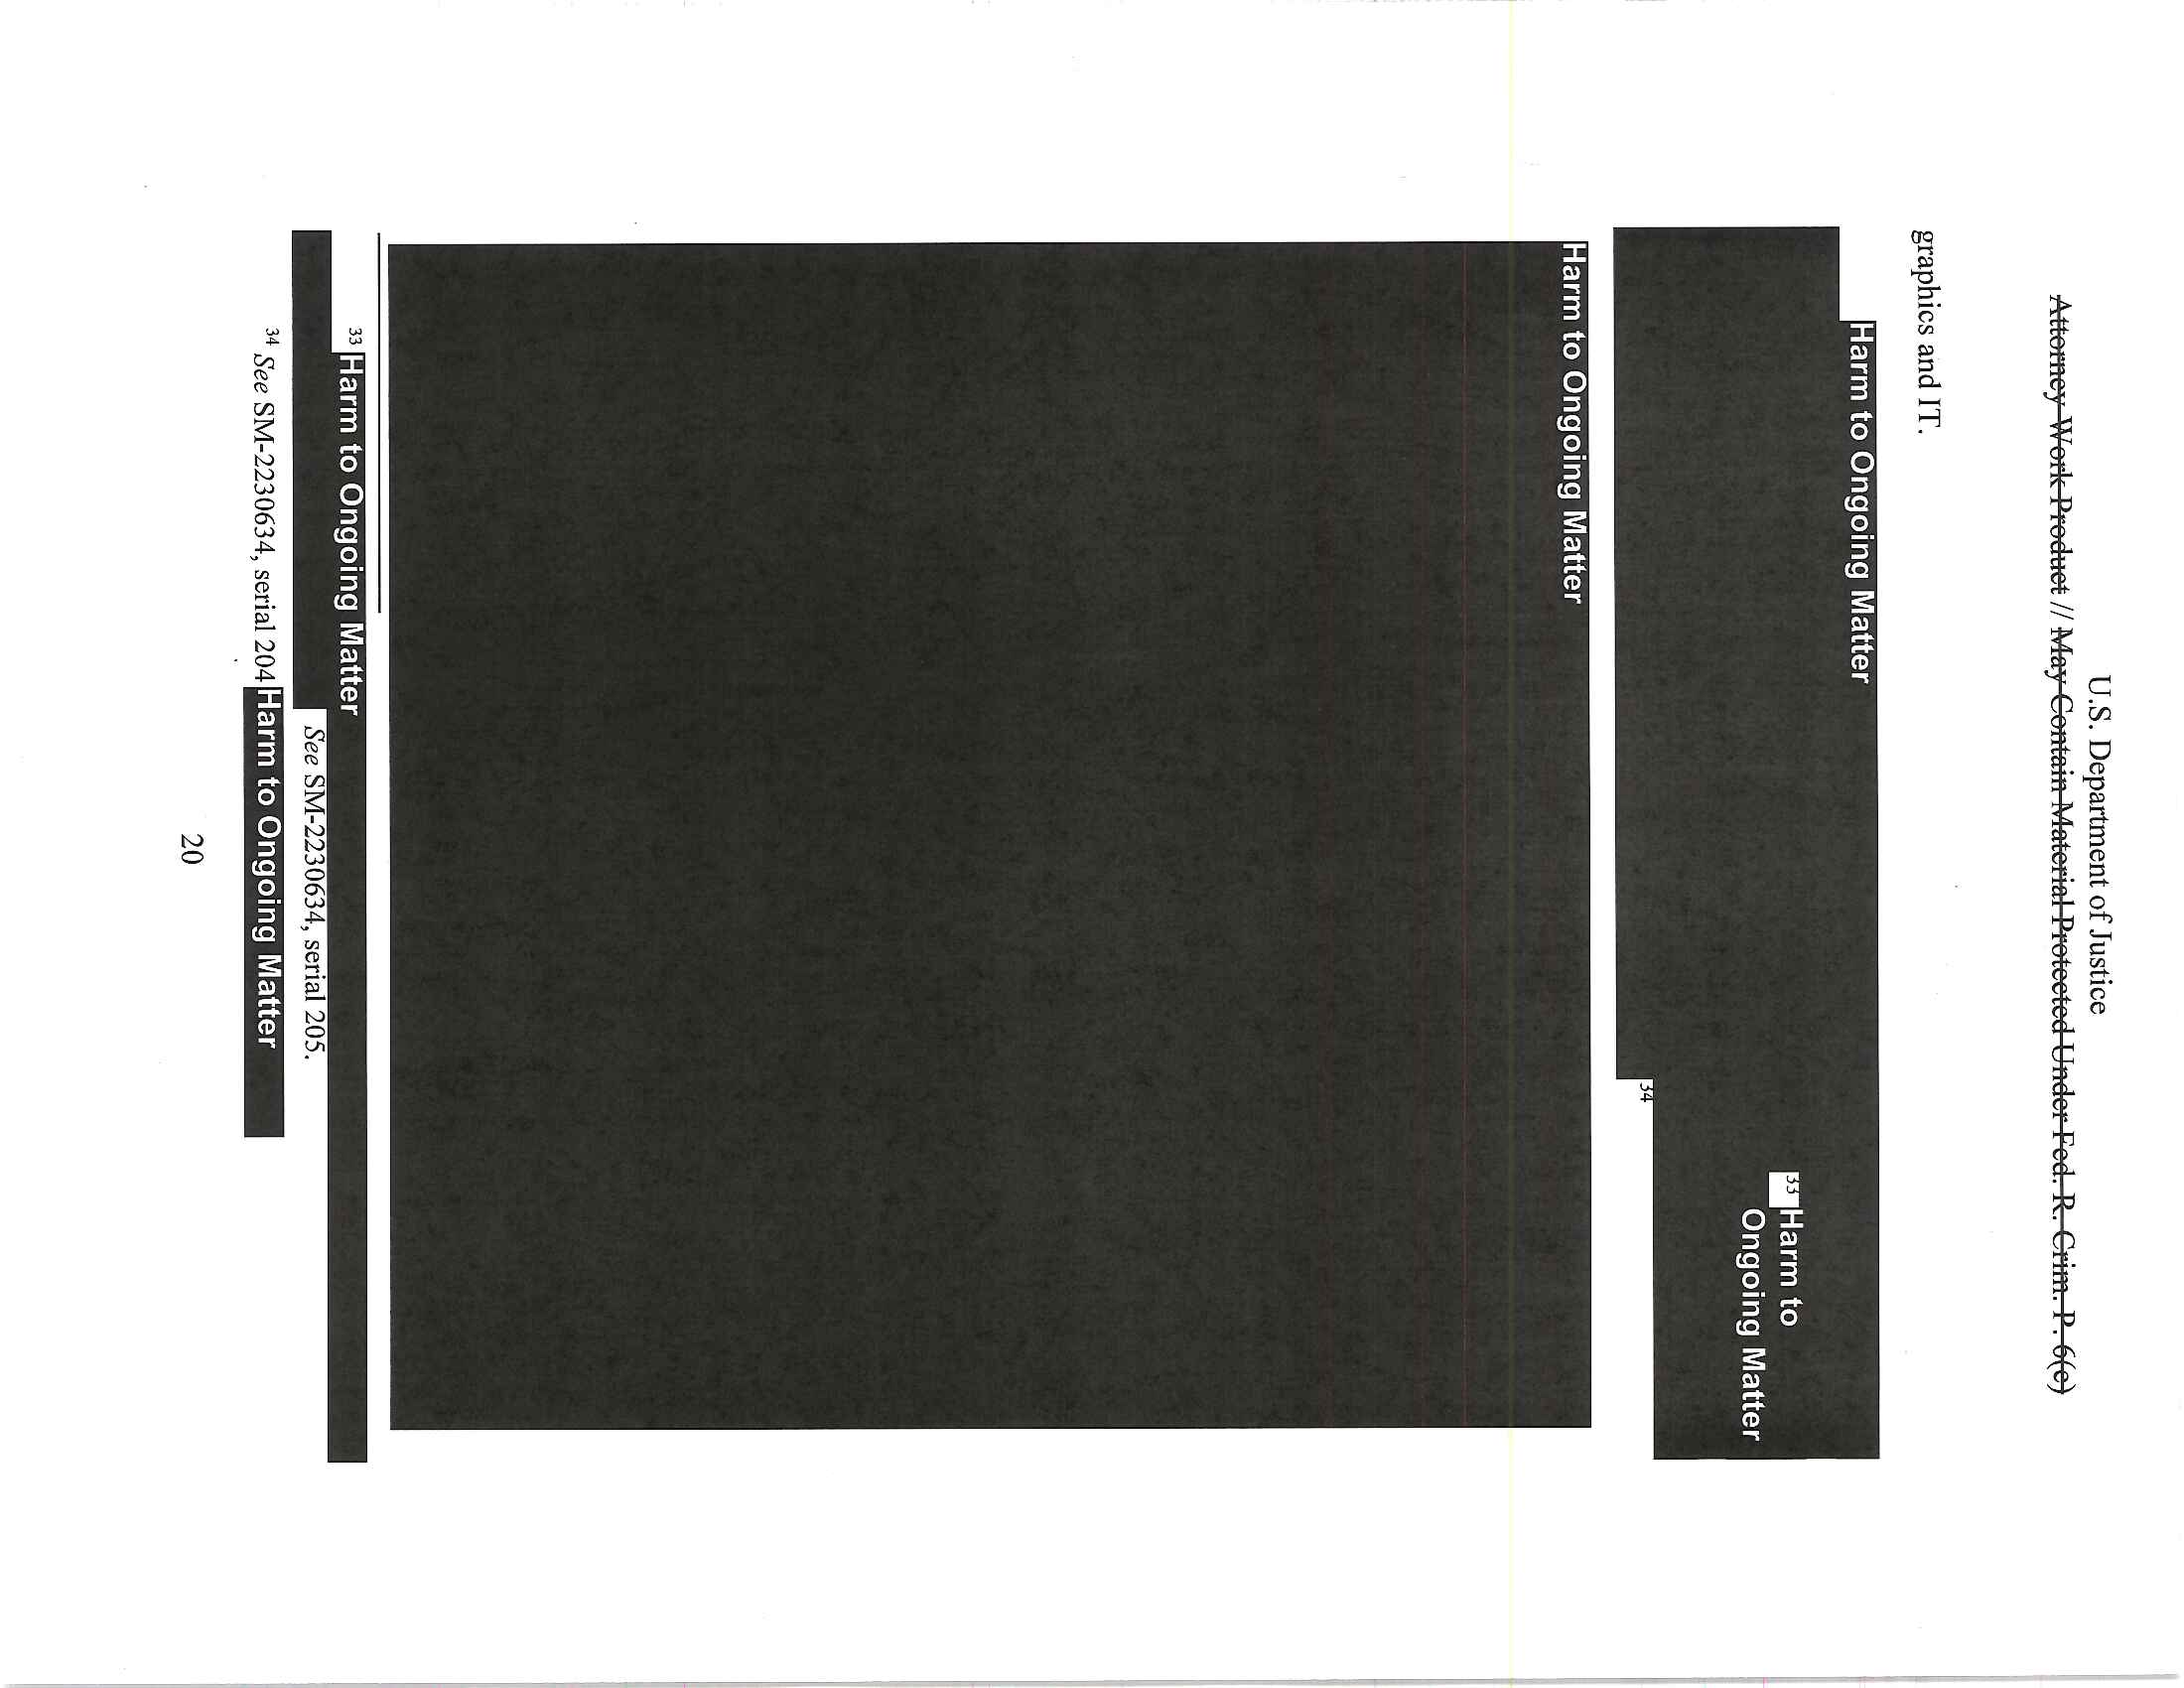 U.S. Department of Justice
Attorney Work Product // May Contain Material Protected Under Fed. R. Crim. P. 6(e)
graphics and IT.
Harm to Ongoing Matter
33 Harm to
Ongoing Matter
34
Harm to Ongoing Matter
33 Harm to Ongoing Matter
See SM-2230634, serial 205.
34 See SM-2230634, serial 204 Harm to Ongoing Matter
20